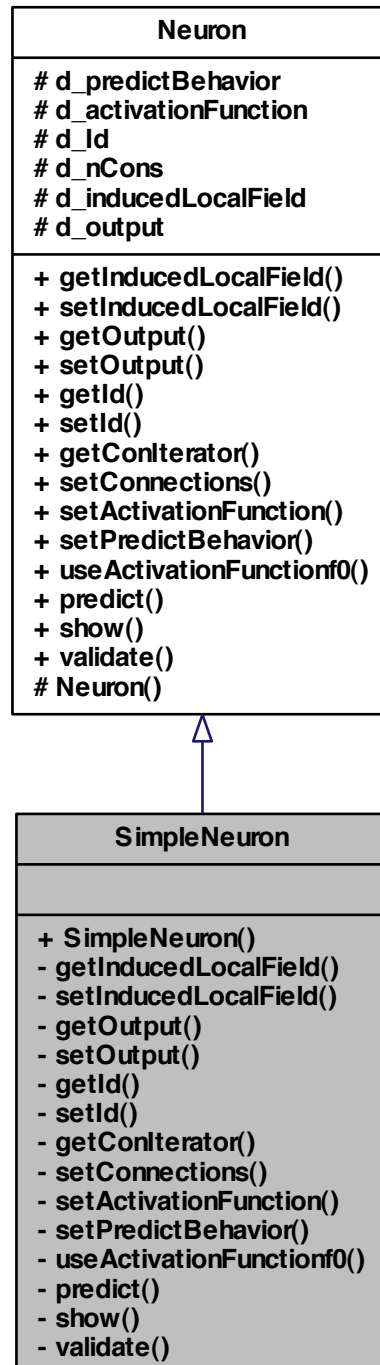 Neuron
# d_predictBehavior
# d_activationFunction
# d_Id
# d_nCons
# d_inducedLocalField
# d_output
+ getInducedLocalField()
+ setInducedLocalField()
+ getOutput()
+ setOutput()
+ getId()
+ setId()
+ getConIterator()
+ setConnections()
+ setActivationFunction()
+ setPredictBehavior()
+ useActivationFunctionf0()
+ predict()
+ show()
+ validate()
# Neuron()
SimpleNeuron
+ SimpleNeuron()
- getInducedLocalField()
- setInducedLocalField()
- getOutput()
- setOutput()
- getId()
- setId()
- getConIterator()
- setConnections()
- setActivationFunction()
- setPredictBehavior()
- useActivationFunctionf0()
- predict()
- show()
- validate()